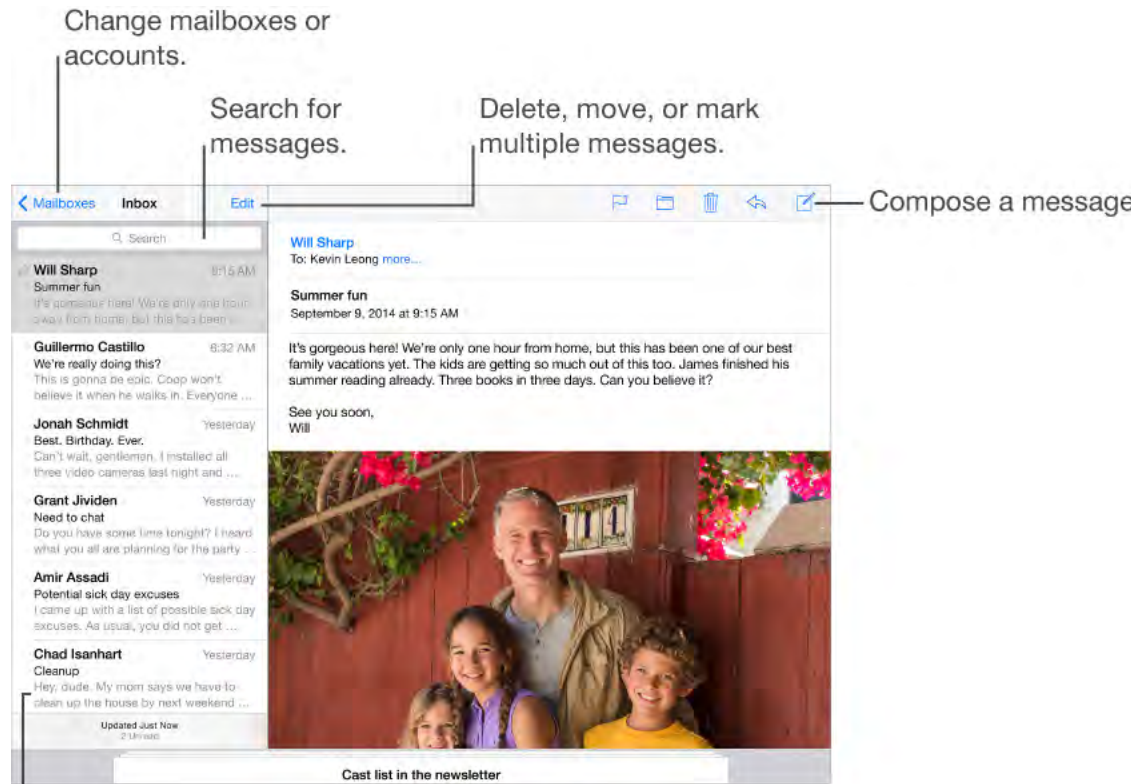 Change mailboxes or
accounts.
Search for
messages.
Delete, move, or mark
multiple messages.
Compose a message
Mailboxes
Inbox
Edit
Search
Will Sharp
9:15 AM
Summer fun
It's gorgeous here! We're only one hour
away from home, but this has been
Guillermo Castillo
6:32 AM
We're really doing this?
This is gonna be epic. Coop won't
believe it when he walks in. Everyone ...
Jonah Schmidt
Yesterday
Best. Birthday. Ever.
Can't wait, gentlemen. I installed all
three video cameras last night and ...
Grant Jividen
Yesterday
Need to chat
Do you have some time tonight? I heard
what you all are planning for the party ...
Amir Assadi
Yesterday
Potential sick day excuses
I came up with a list of possible sick day
excuses. As usual, you did not get ...
Chad Isanhart
Yesterday
Cleanup
Hey, dude. My mom says we have to
clean up the house by next weekend ...
Updated Just Now
2 Unread
Will Sharp
To: Kevin Leong more...
Summer fun
September 9, 2014 at 9:15 AM
It's gorgeous here! We're only one hour from home, but this has been one of our best
family vacations yet. The kids are getting so much out of this too. James finished his
summer reading already. Three books in three days. Can you believe it?
See you soon,
Will
Cast list in the newsletter